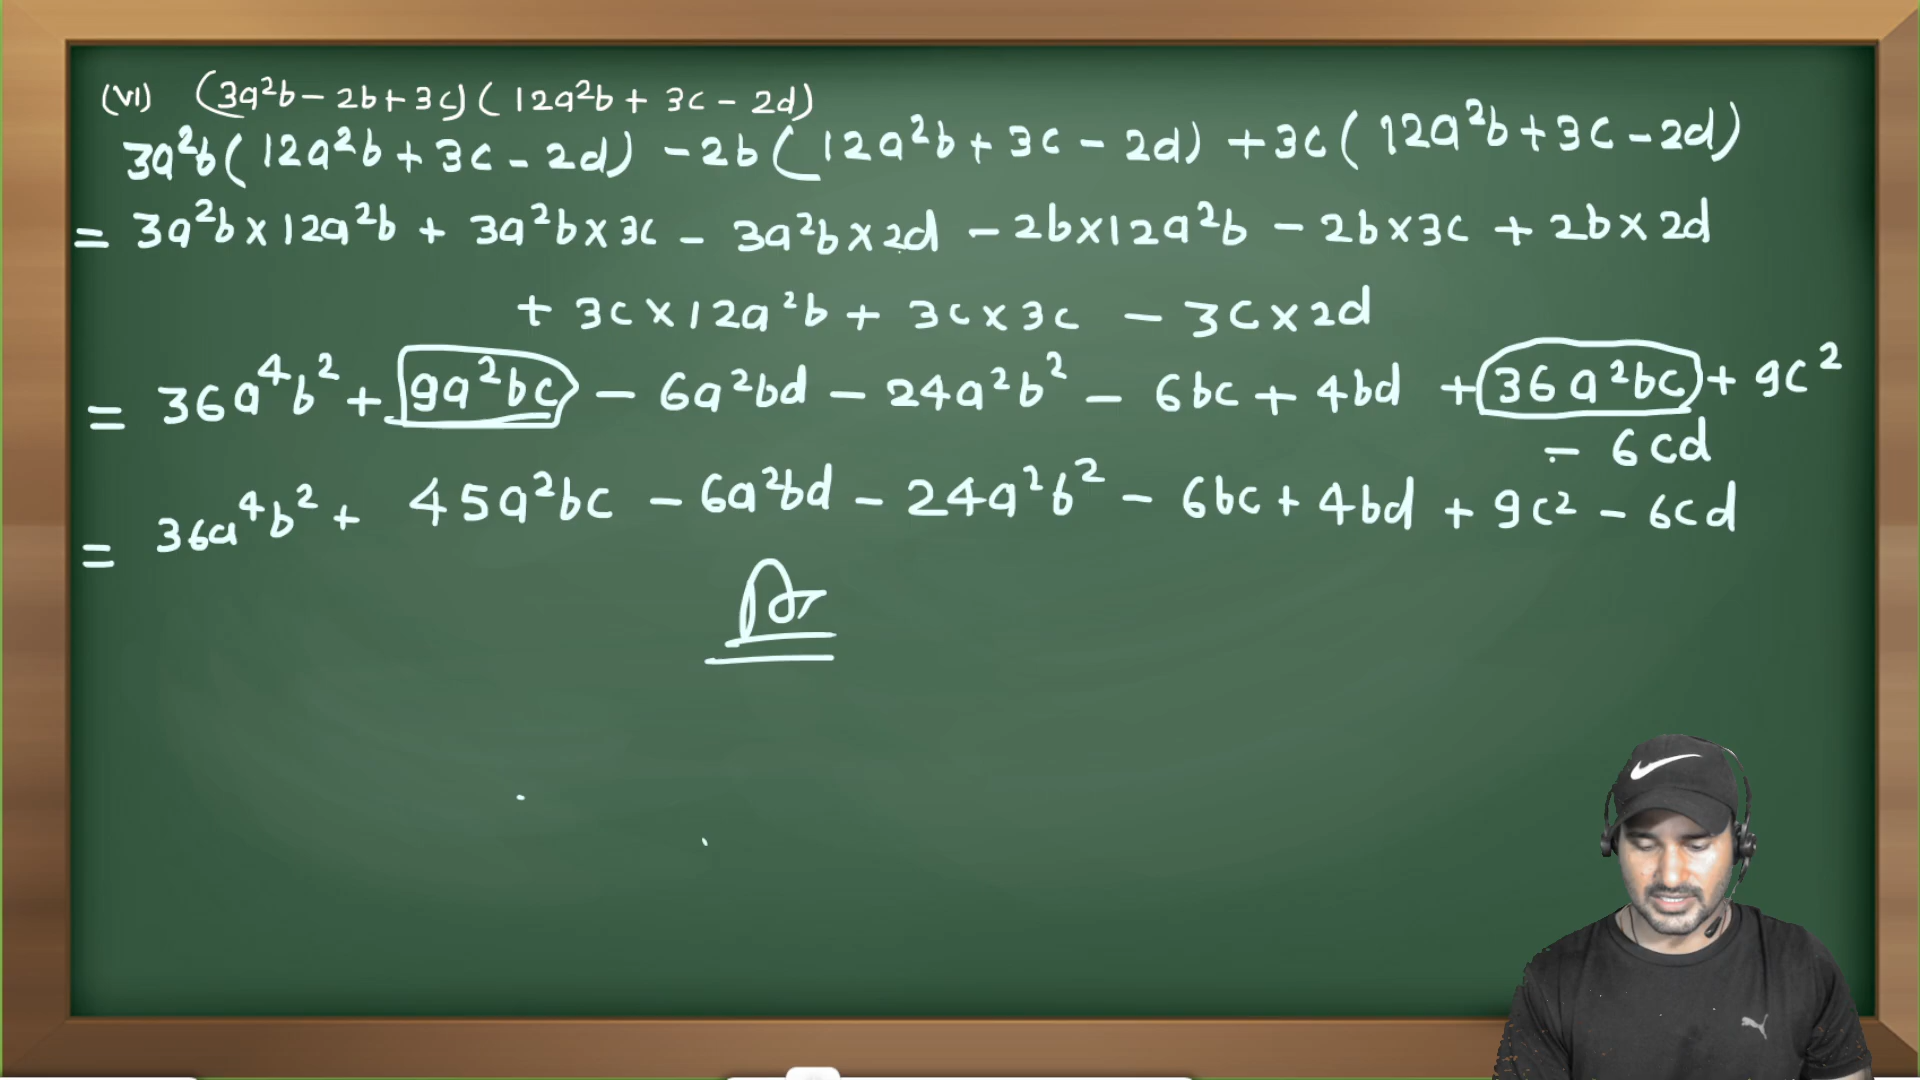 (VI) (3a²b - 2b + 3c) (12a²b + 3c - 2d)
3a²b(12a²b + 3c - 2d) - 2b(12a²b + 3c - 2d) + 3c(12a²b + 3c - 2d)
= 3a²b × 12a²b + 3a²b × 3c - 3a²b × 2d - 2b × 12a²b - 2b × 3c + 2b × 2d
+ 3c × 12a²b + 3c × 3c - 3c × 2d
= 36a⁴b² + 9a²bc - 6a²bd - 24a²b² - 6bc + 4bd + 36a²bc + 9c²
- 6cd
= 36a⁴b² + 45a²bc - 6a²bd - 24a²b² - 6bc + 4bd + 9c² - 6cd